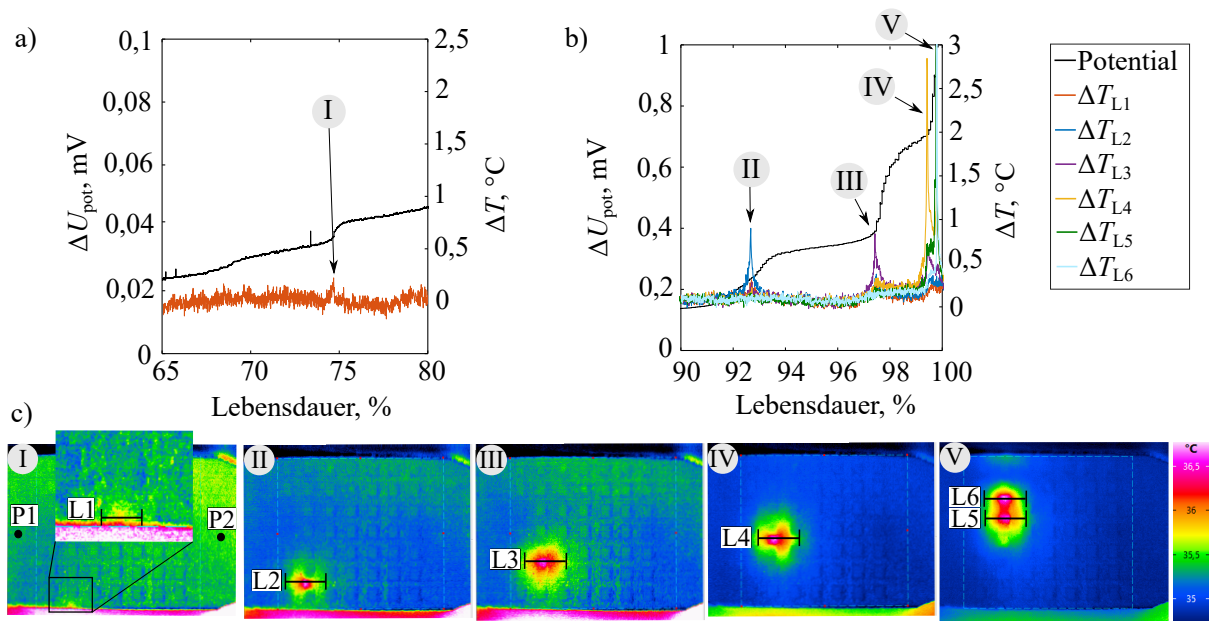 a)
0,1
0,08
0,06
0,04
0,02
0
ΔU_pot, mV
2,5
2
1,5
1
0,5
0
ΔT, °C
I
65
70
75
80
Lebensdauer, %
b)
1
0,8
0,6
0,4
0,2
0
ΔU_pot, mV
3
2,5
2
1,5
1
0,5
0
ΔT, °C
II
III
IV
V
90
92
94
96
98
100
Lebensdauer, %
Potential
ΔT_L1
ΔT_L2
ΔT_L3
ΔT_L4
ΔT_L5
ΔT_L6
c)
I
P1
L1
P2
II
L2
III
L3
IV
L4
V
L6
L5
°C
36,5
36
35,5
35